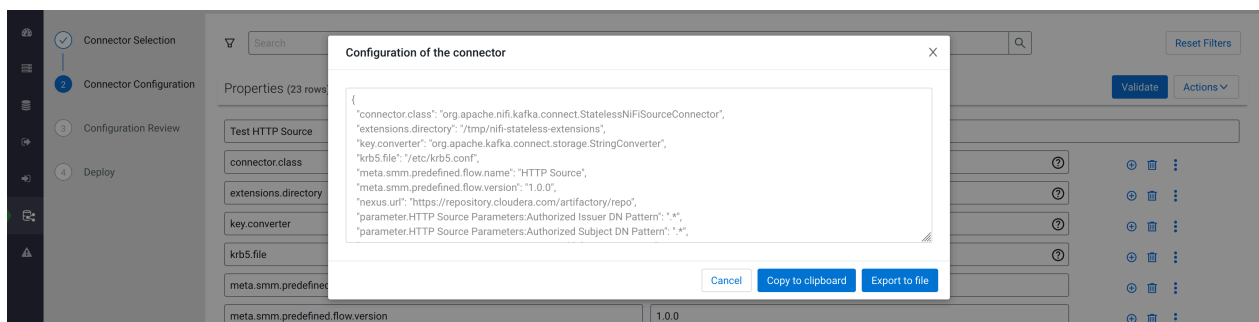 Connector Selection
Search
Configuration of the connector
Reset Filters
2
Connector Configuration
Properties (23 rows
Validate
Actions
{
"connector.class": "org.apache.nifi.kafka.connect.StatelessNiFiSourceConnector",
"extensions.directory": "/tmp/nifi-stateless-extensions",
"key.converter": "org.apache.kafka.connect.storage.StringConverter",
"krb5.file": "/etc/krb5.conf",
"meta.smm.predefined.flow.name": "HTTP Source",
"meta.smm.predefined.flow.version": "1.0.0",
"nexus.url": "https://repository.cloudera.com/artifactory/repo",
"parameter.HTTP Source Parameters:Authorized Issuer DN Pattern": ".*",
"parameter.HTTP Source Parameters:Authorized Subject DN Pattern": ".*",
3
Configuration Review
Test HTTP Source
4
Deploy
connector.class
extensions.directory
key.converter
krb5.file
meta.smm.predefined
Cancel
Copy to clipboard
Export to file
meta.smm.predefined.flow.version
1.0.0